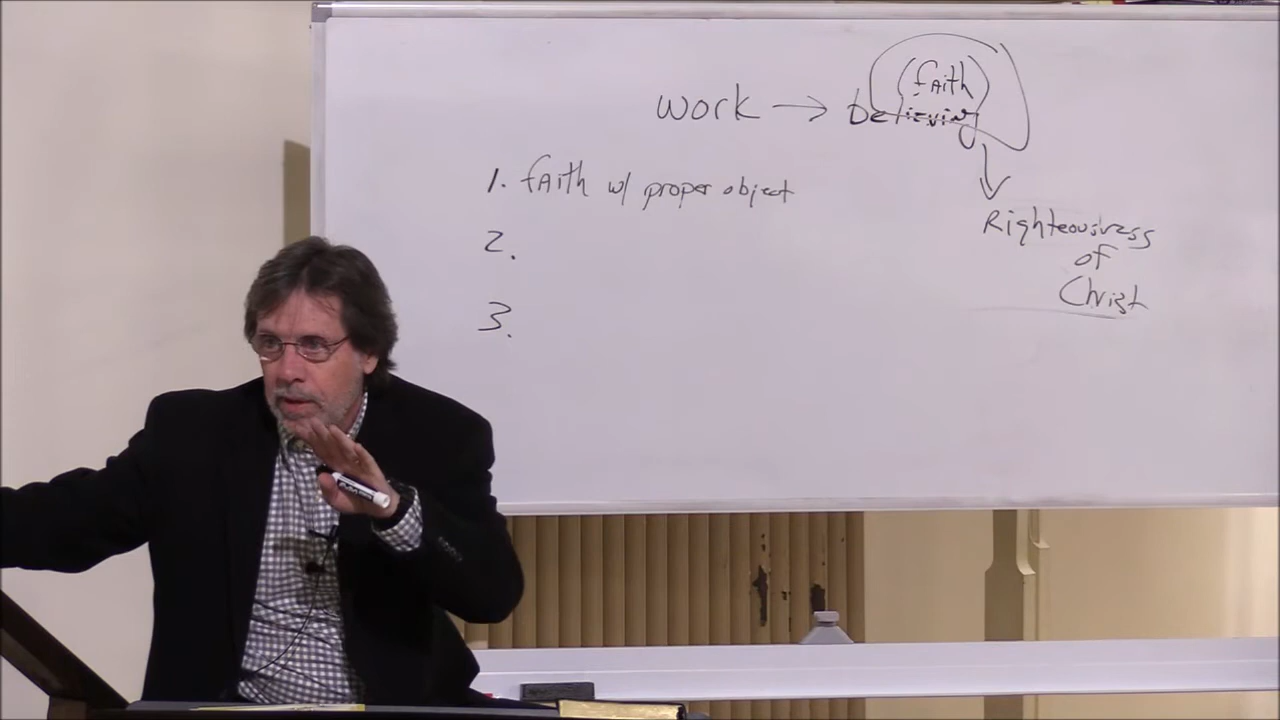 (faith)
work → believing
1. faith w/ proper object
2.
3.
Righteousness
of
Christ